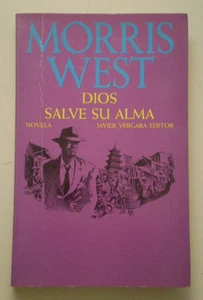 MORRIS
WEST
DIOS
SALVE SU ALMA
NOVELA JAVIER VERGARA EDITOR